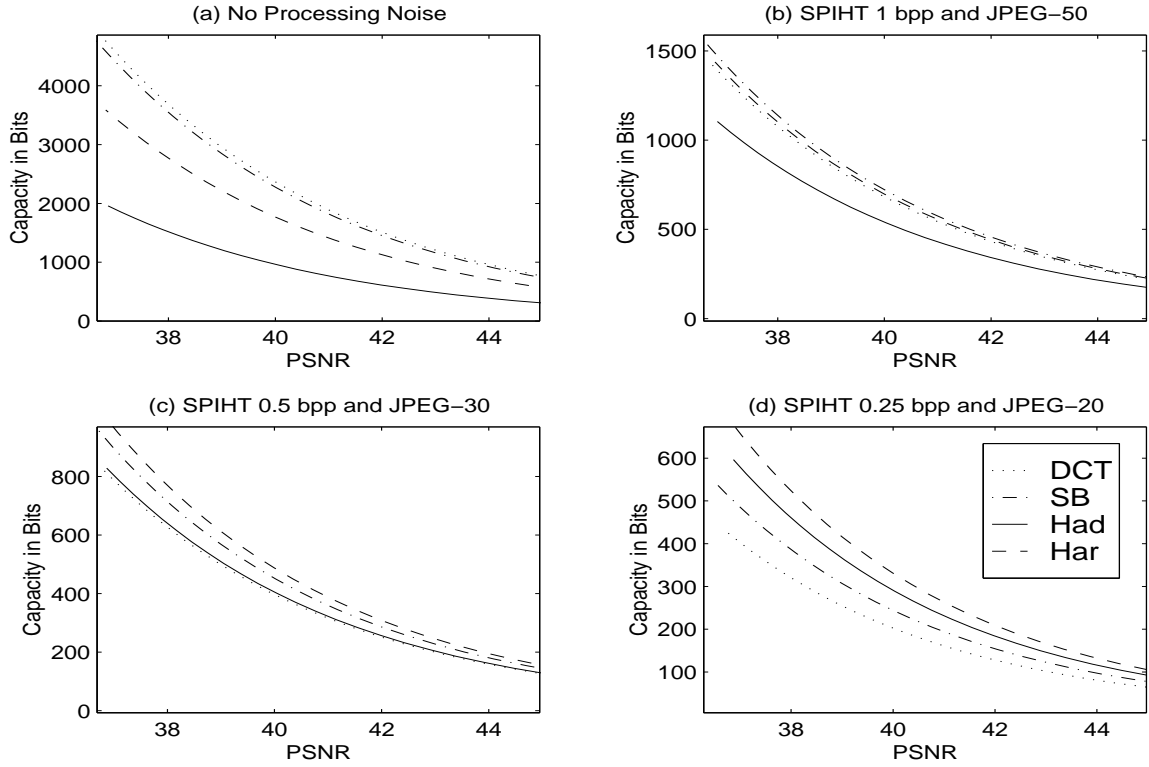 (a) No Processing Noise
Capacity in Bits
4000
3000
2000
1000
0
38 40 42 44
PSNR
(b) SPIHT 1 bpp and JPEG−50
Capacity in Bits
1500
1000
500
0
38 40 42 44
PSNR
(c) SPIHT 0.5 bpp and JPEG−30
Capacity in Bits
800
600
400
200
0
38 40 42 44
PSNR
(d) SPIHT 0.25 bpp and JPEG−20
Capacity in Bits
600
500
400
300
200
100
38 40 42 44
PSNR
DCT
SB
Had
Har